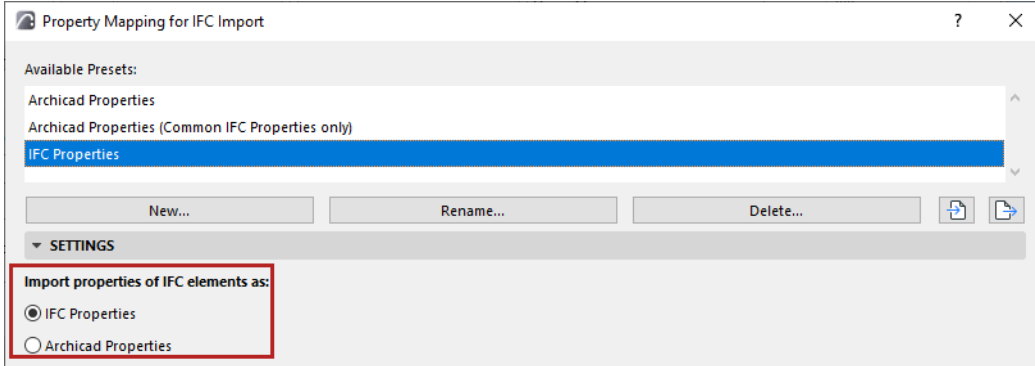 Property Mapping for IFC Import
?
Available Presets:
Archicad Properties
Archicad Properties (Common IFC Properties only)
IFC Properties
New...
Rename...
Delete...
SETTINGS
Import properties of IFC elements as:
IFC Properties
Archicad Properties